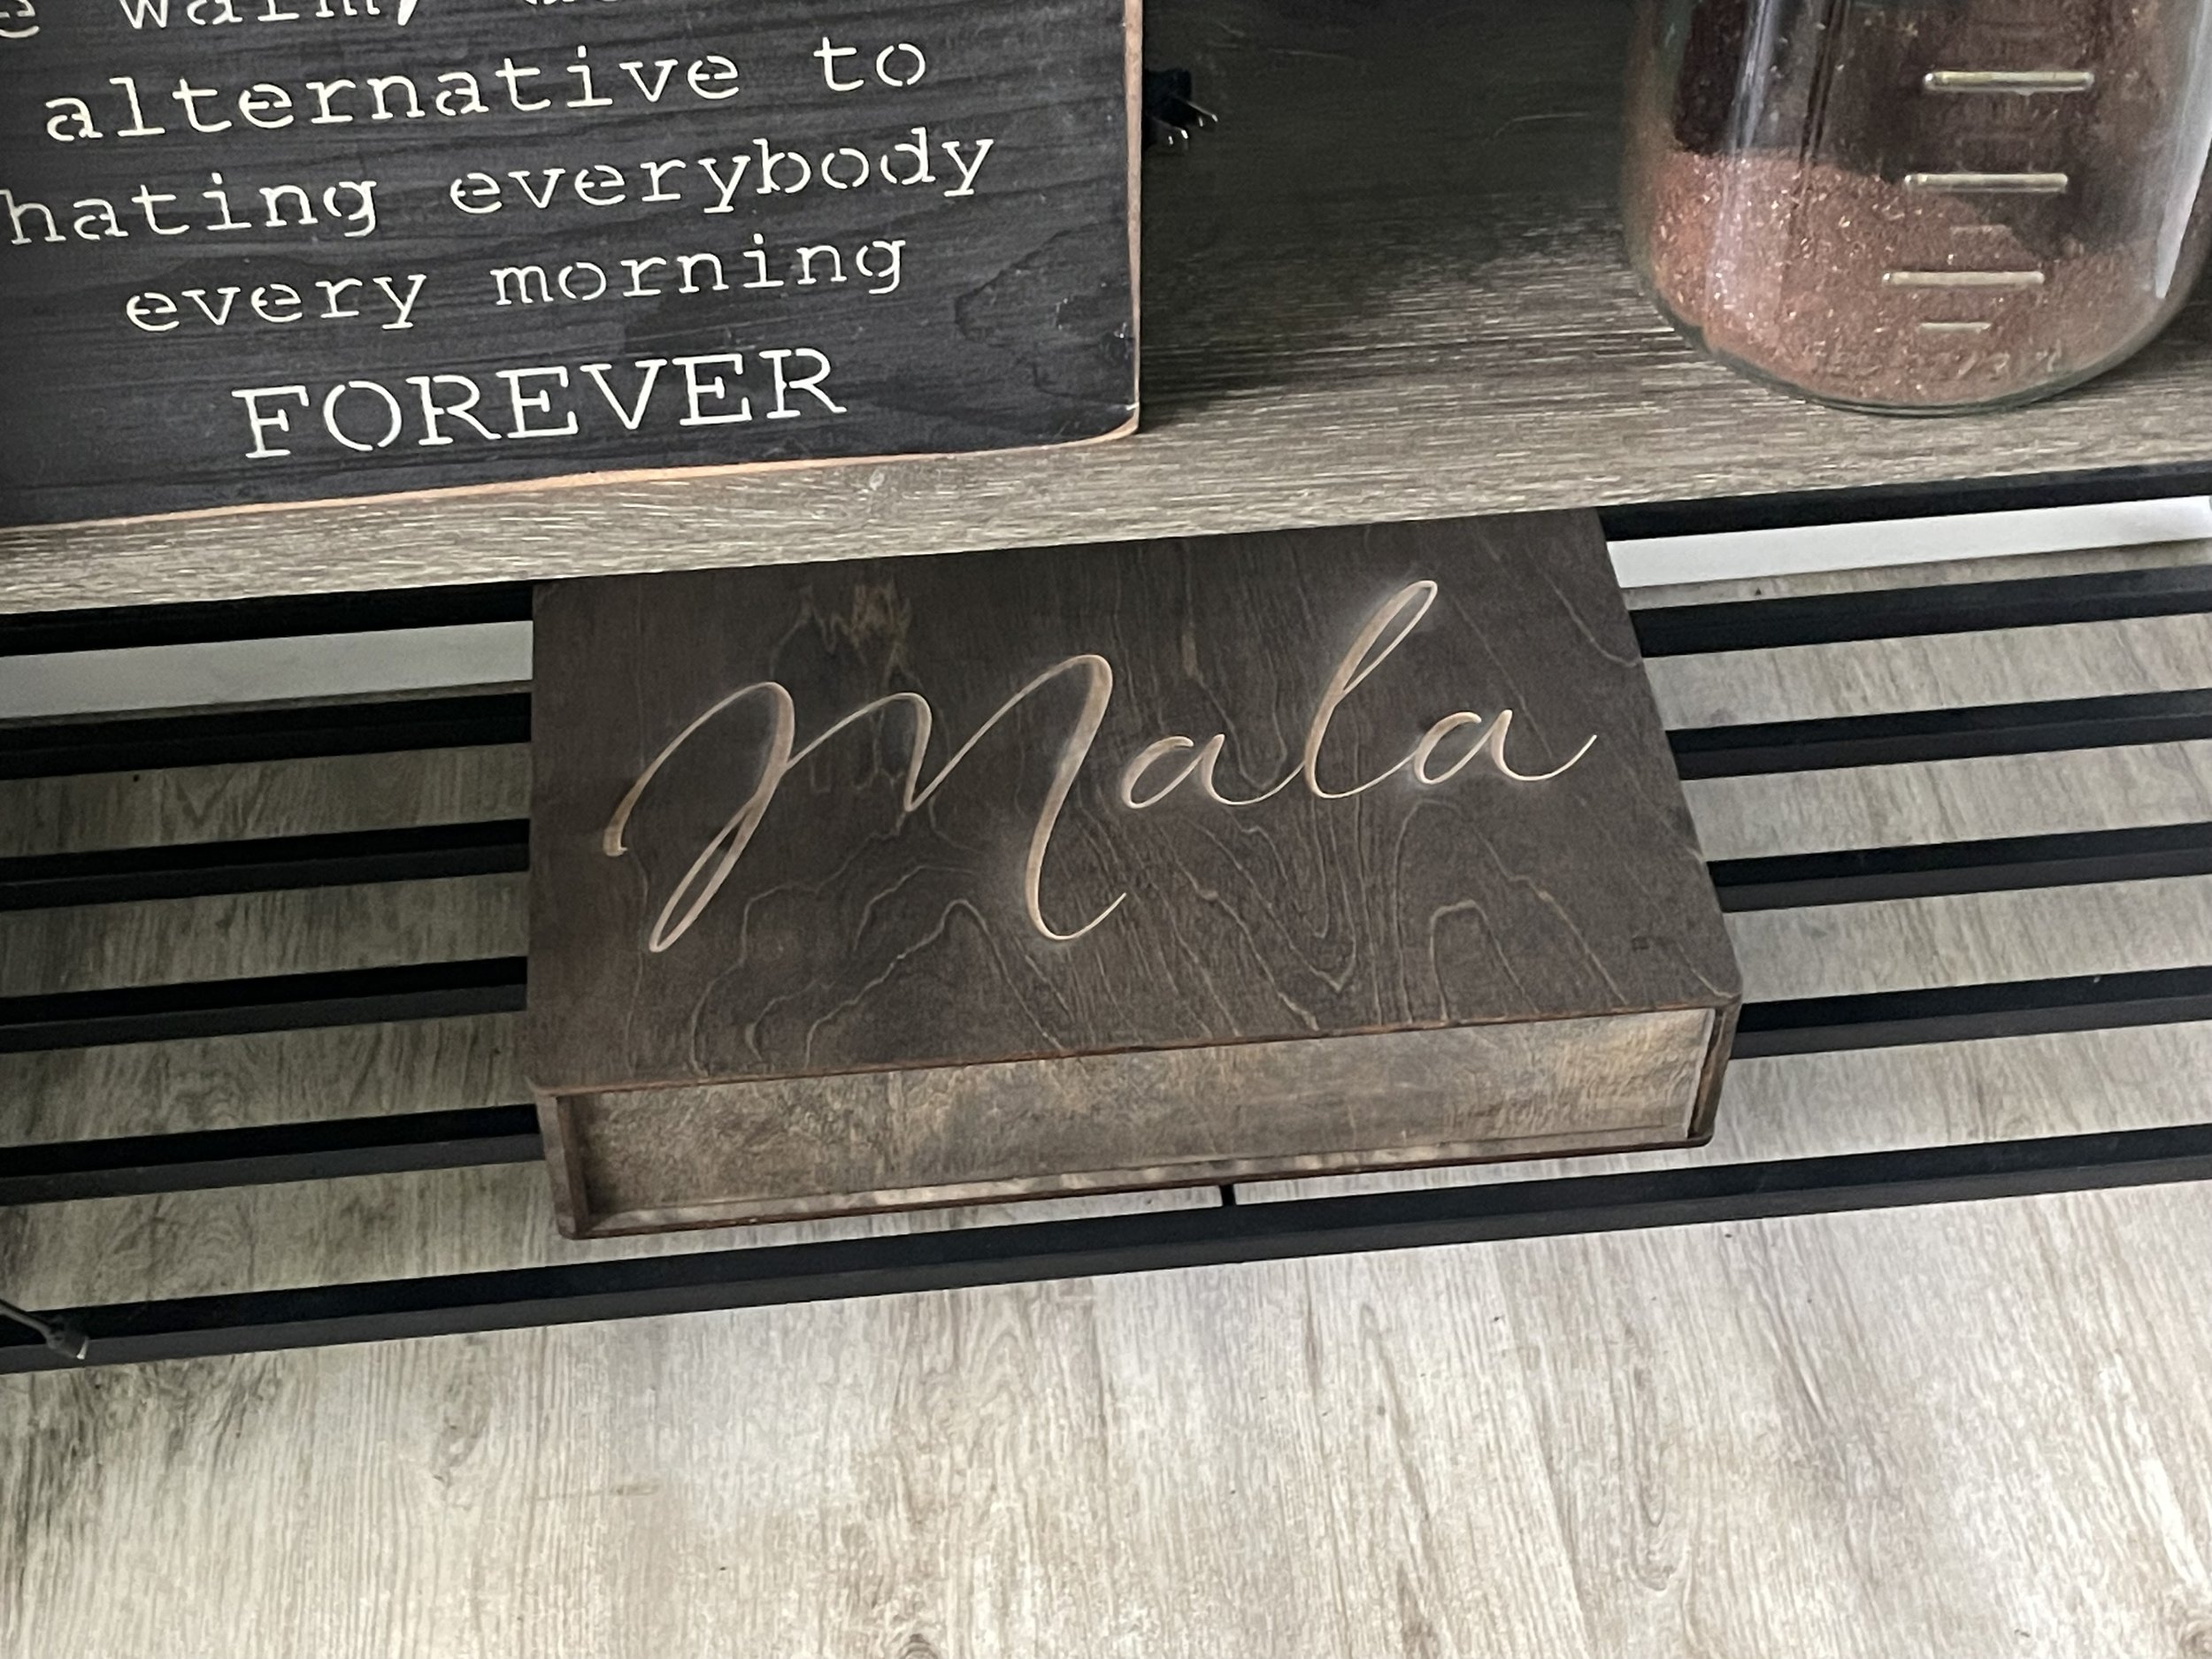 alternative to
hating everybody
every morning
FOREVER
Mala